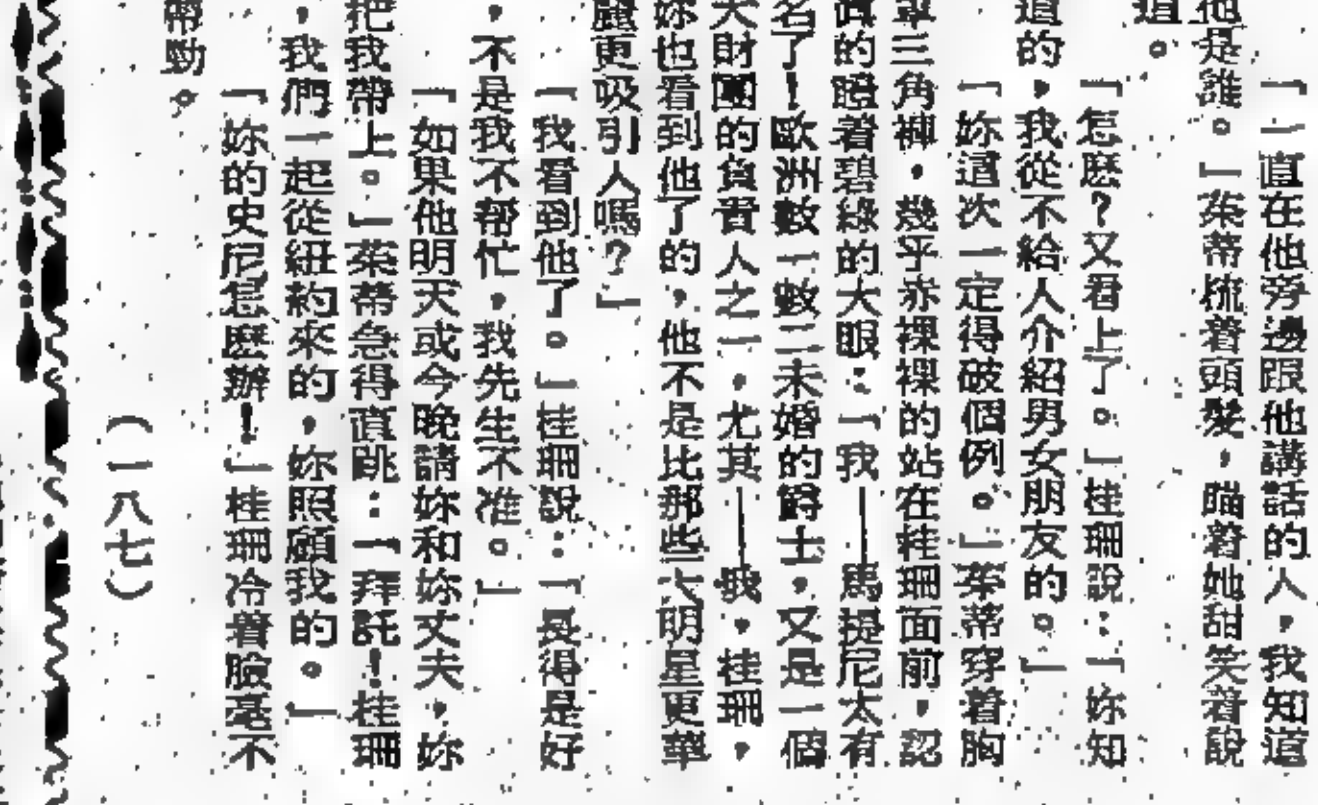 「一直在他旁邊跟他講話的人,我知道
他是誰。」茱蒂梳着頭髮,瞄着她甜笑着說
道。
「怎麽?又看上了。」桂珊說:「妳知
道的,我從不給人介紹男女朋友的。」
「妳這次一定得破個例。」茱蒂穿着胸
罩三角褲,幾乎赤裸裸的站在桂珊面前,認
真的瞪着碧綠的大眼:「我——馬提尼太有
名了!歐洲數一數二未婚的爵士,又是一個
大財團的負責人之一,尤其——我,桂珊,
妳也看到他了的,他不是比那些大明星更華
麗更吸引人嗎?」
「我看到他了。」桂珊說:「長得是好
,不是我不幫忙,我先生不准。」
「如果他明天或今晚請妳和妳丈夫,妳
把我帶上。」茱蒂急得直跳:「拜託!桂珊
,我們一起從紐約來的,妳照顧我的。」
「妳的史尼怎麽辦!」桂珊冷着臉毫不
帶勁。
(一八七)